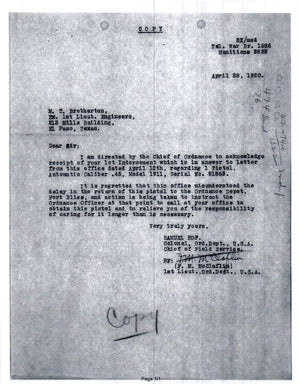 COPY
Tel. War Br. 1686
April 28, 1920.
M. T. Bretherton,
Ex. 1st Lieut. Engineers,
Mills Building,
El Paso, Texas.
Dear Sir:
I am directed by the Chief of Ordnance to acknowledge
receipt of your 1st Indorsement which is in answer to letter
from this office dated April 12th, regarding 1 Pistol,
Automatic Caliber .45, Model 1911, Serial No. 91863.
It is regretted that this office misunderstood the
delay in the return of this pistol to the Ordnance Depot,
Fort Bliss, and action is being taken to instruct the
Ordnance Officer at that point to call at your office to
obtain this pistol and to relieve you of the responsibility
of caring for it longer than is necessary.
Very truly yours,
SAMUEL HOF,
Colonel, Ord.Dept., U.S.A.
Chief of Field Service.
By:
(F. M. McClaflin)
1st Lieut., Ord.Dept., U.S.A.
Copy
Page 1/1